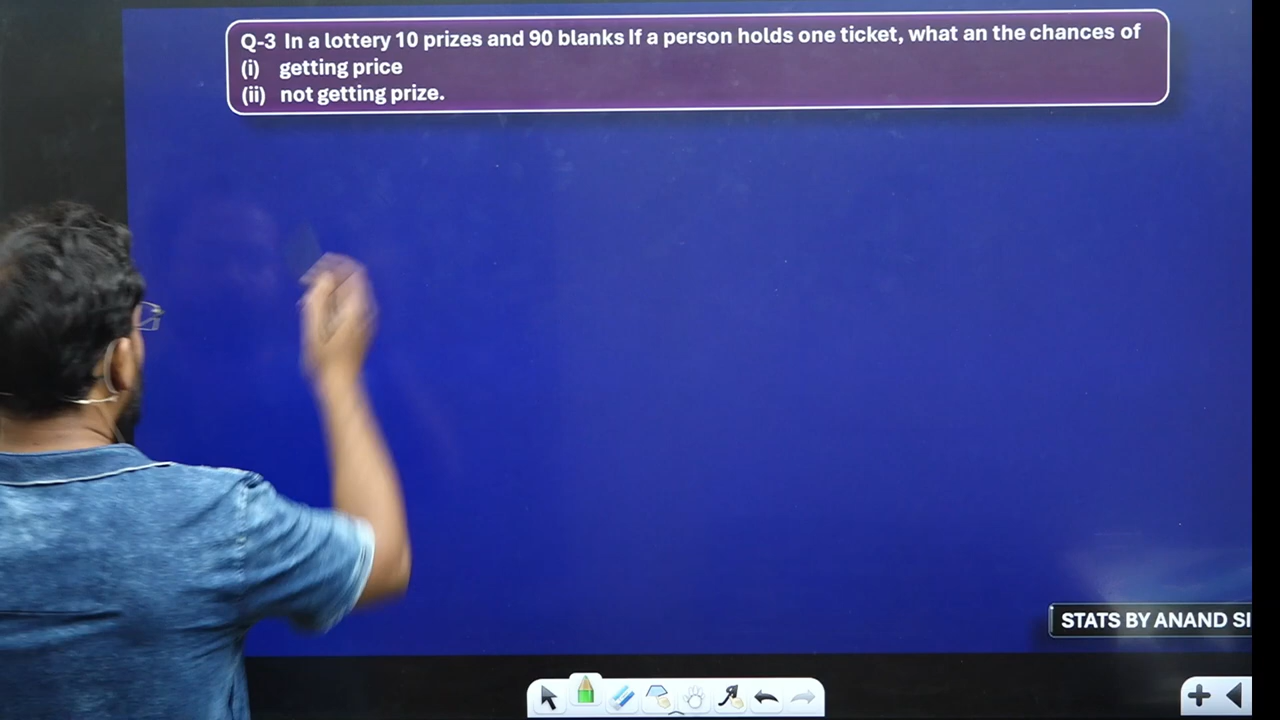 Q-3 In a lottery 10 prizes and 90 blanks If a person holds one ticket, what an the chances of
(i) getting price
(ii) not getting prize.
STATS BY ANAND SI